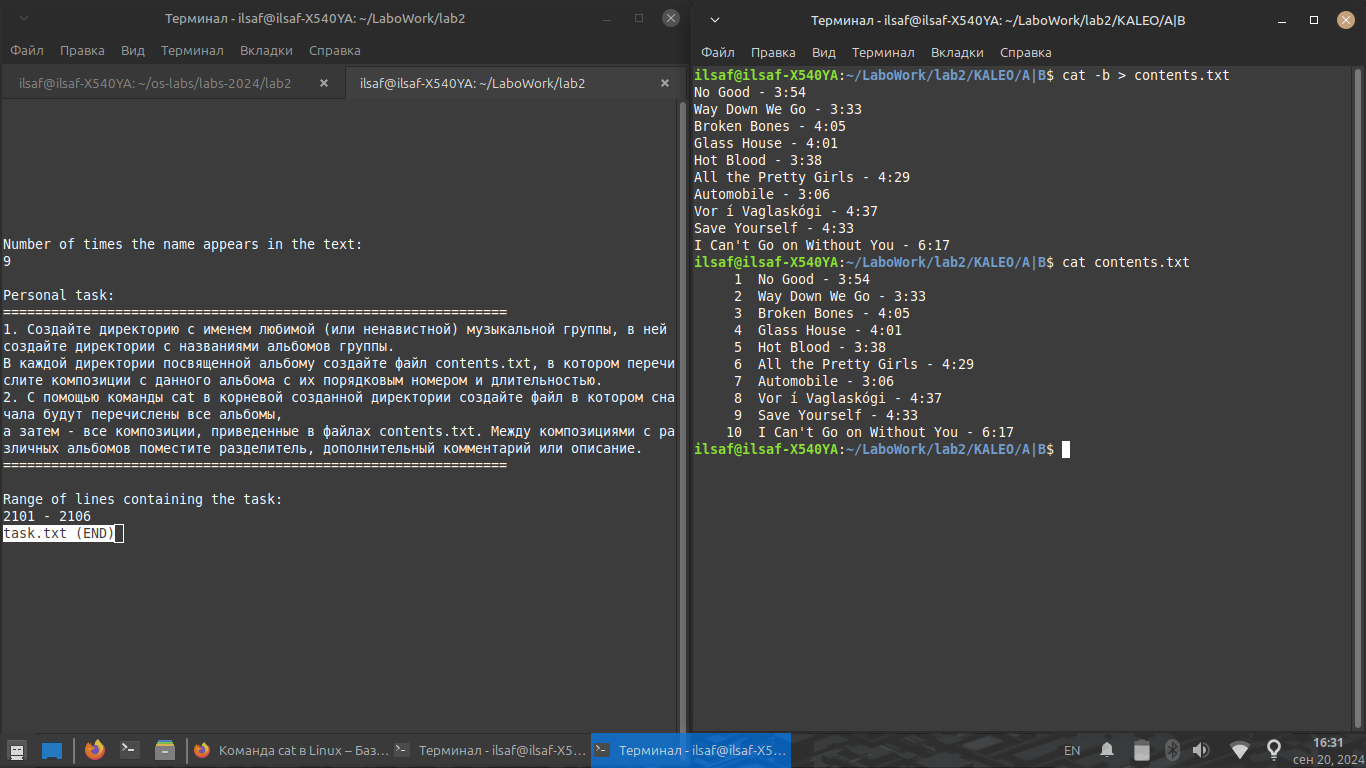 Терминал - ilsaf@ilsaf-X540YA: ~/LaboWork/lab2
Файл Правка Вид Терминал Вкладки Справка
ilsaf@ilsaf-X540YA: ~/os-labs/labs-2024/lab2
ilsaf@ilsaf-X540YA: ~/LaboWork/lab2
Number of times the name appears in the text:
9
Personal task:
===============================================================
1. Создайте директорию с именем любимой (или ненавистной) музыкальной группы, в ней
создайте директории с названиями альбомов группы.
В каждой директории посвященной альбому создайте файл contents.txt, в котором перечи
слите композиции с данного альбома с их порядковым номером и длительностью.
2. С помощью команды cat в корневой созданной директории создайте файл в котором сна
чала будут перечислены все альбомы,
а затем - все композиции, приведенные в файлах contents.txt. Между композициями с ра
зличных альбомов поместите разделитель, дополнительный комментарий или описание.
===============================================================
Range of lines containing the task:
2101 - 2106
task.txt (END)
Терминал - ilsaf@ilsaf-X540YA: ~/LaboWork/lab2/KALEO/A|B
Файл Правка Вид Терминал Вкладки Справка
ilsaf@ilsaf-X540YA:~/LaboWork/lab2/KALEO/A|B$ cat -b > contents.txt
No Good - 3:54
Way Down We Go - 3:33
Broken Bones - 4:05
Glass House - 4:01
Hot Blood - 3:38
All the Pretty Girls - 4:29
Automobile - 3:06
Vor í Vaglaskógi - 4:37
Save Yourself - 4:33
I Can't Go on Without You - 6:17
ilsaf@ilsaf-X540YA:~/LaboWork/lab2/KALEO/A|B$ cat contents.txt
1 No Good - 3:54
2 Way Down We Go - 3:33
3 Broken Bones - 4:05
4 Glass House - 4:01
5 Hot Blood - 3:38
6 All the Pretty Girls - 4:29
7 Automobile - 3:06
8 Vor í Vaglaskógi - 4:37
9 Save Yourself - 4:33
10 I Can't Go on Without You - 6:17
ilsaf@ilsaf-X540YA:~/LaboWork/lab2/KALEO/A|B$
Команда cat в Linux – Баз...
Терминал - ilsaf@ilsaf-X5...
Терминал - ilsaf@ilsaf-X5...
EN
16:31
сен 20, 2024